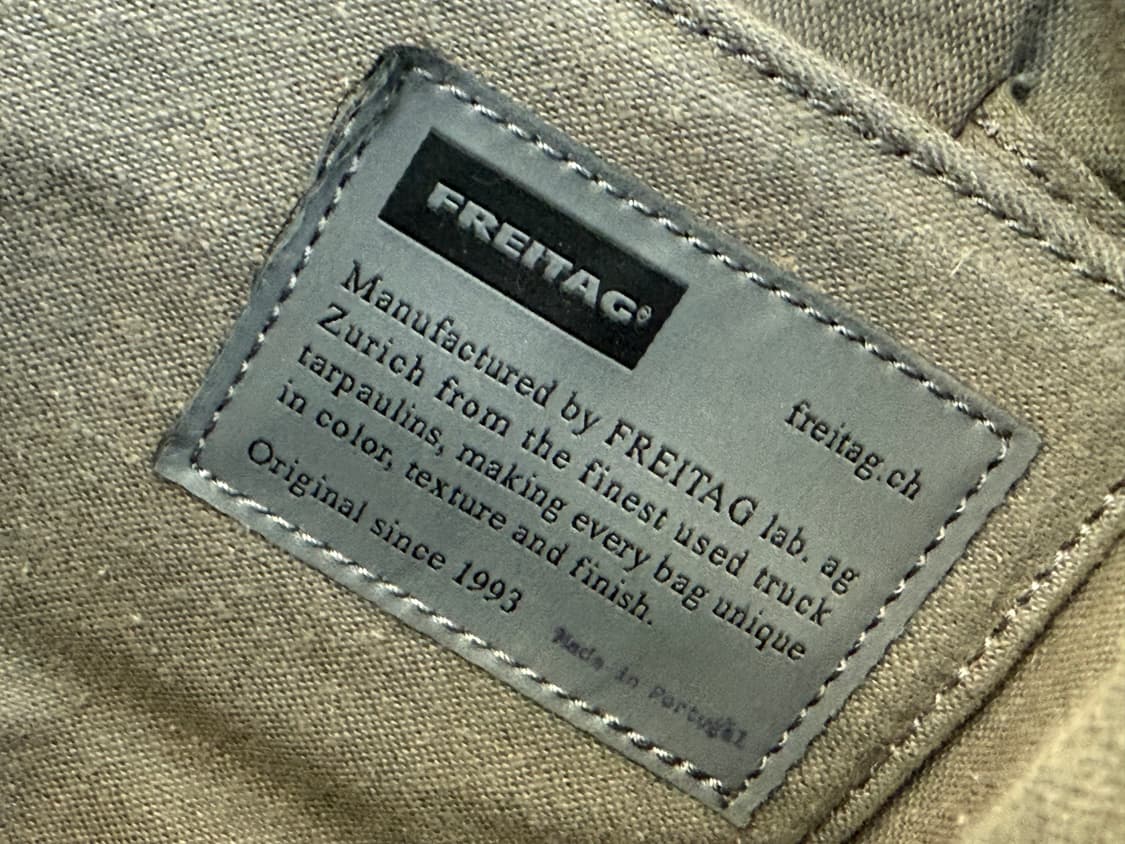 FREITAG®
freitag.ch
Manufactured by FREITAG lab. ag
Zurich from the finest used truck
tarpaulins, making every bag unique
in color, texture and finish.
Original since 1993
Made in Portugal